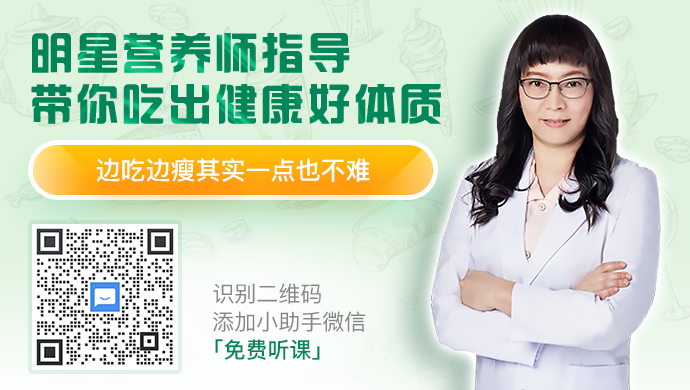 明星营养师指导
带你吃出健康好体质
边吃边瘦其实一点也不难
识别二维码
添加小助手微信
「免费听课」